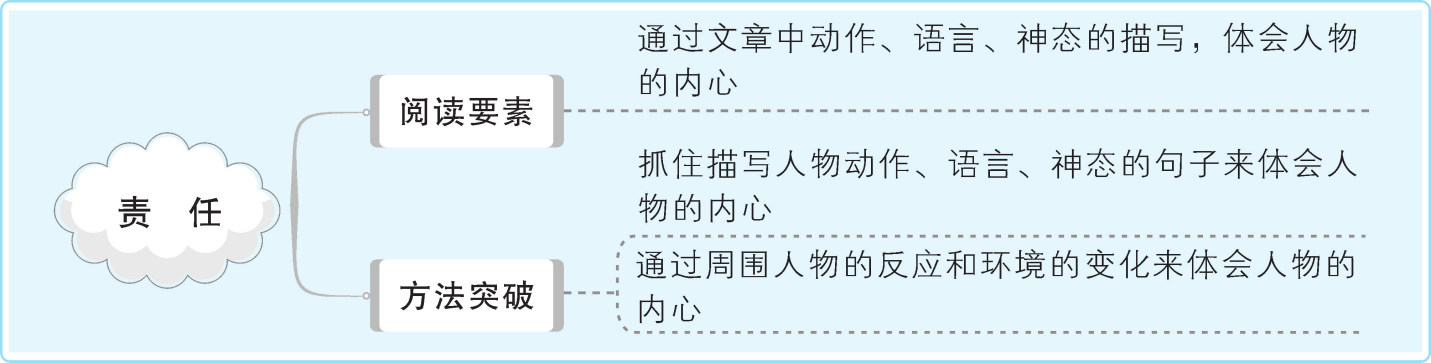 责 任
阅读要素
通过文章中动作、语言、神态的描写，体会人物
的内心
方法突破
抓住描写人物动作、语言、神态的句子来体会人
物的内心
通过周围人物的反应和环境的变化来体会人物的
内心